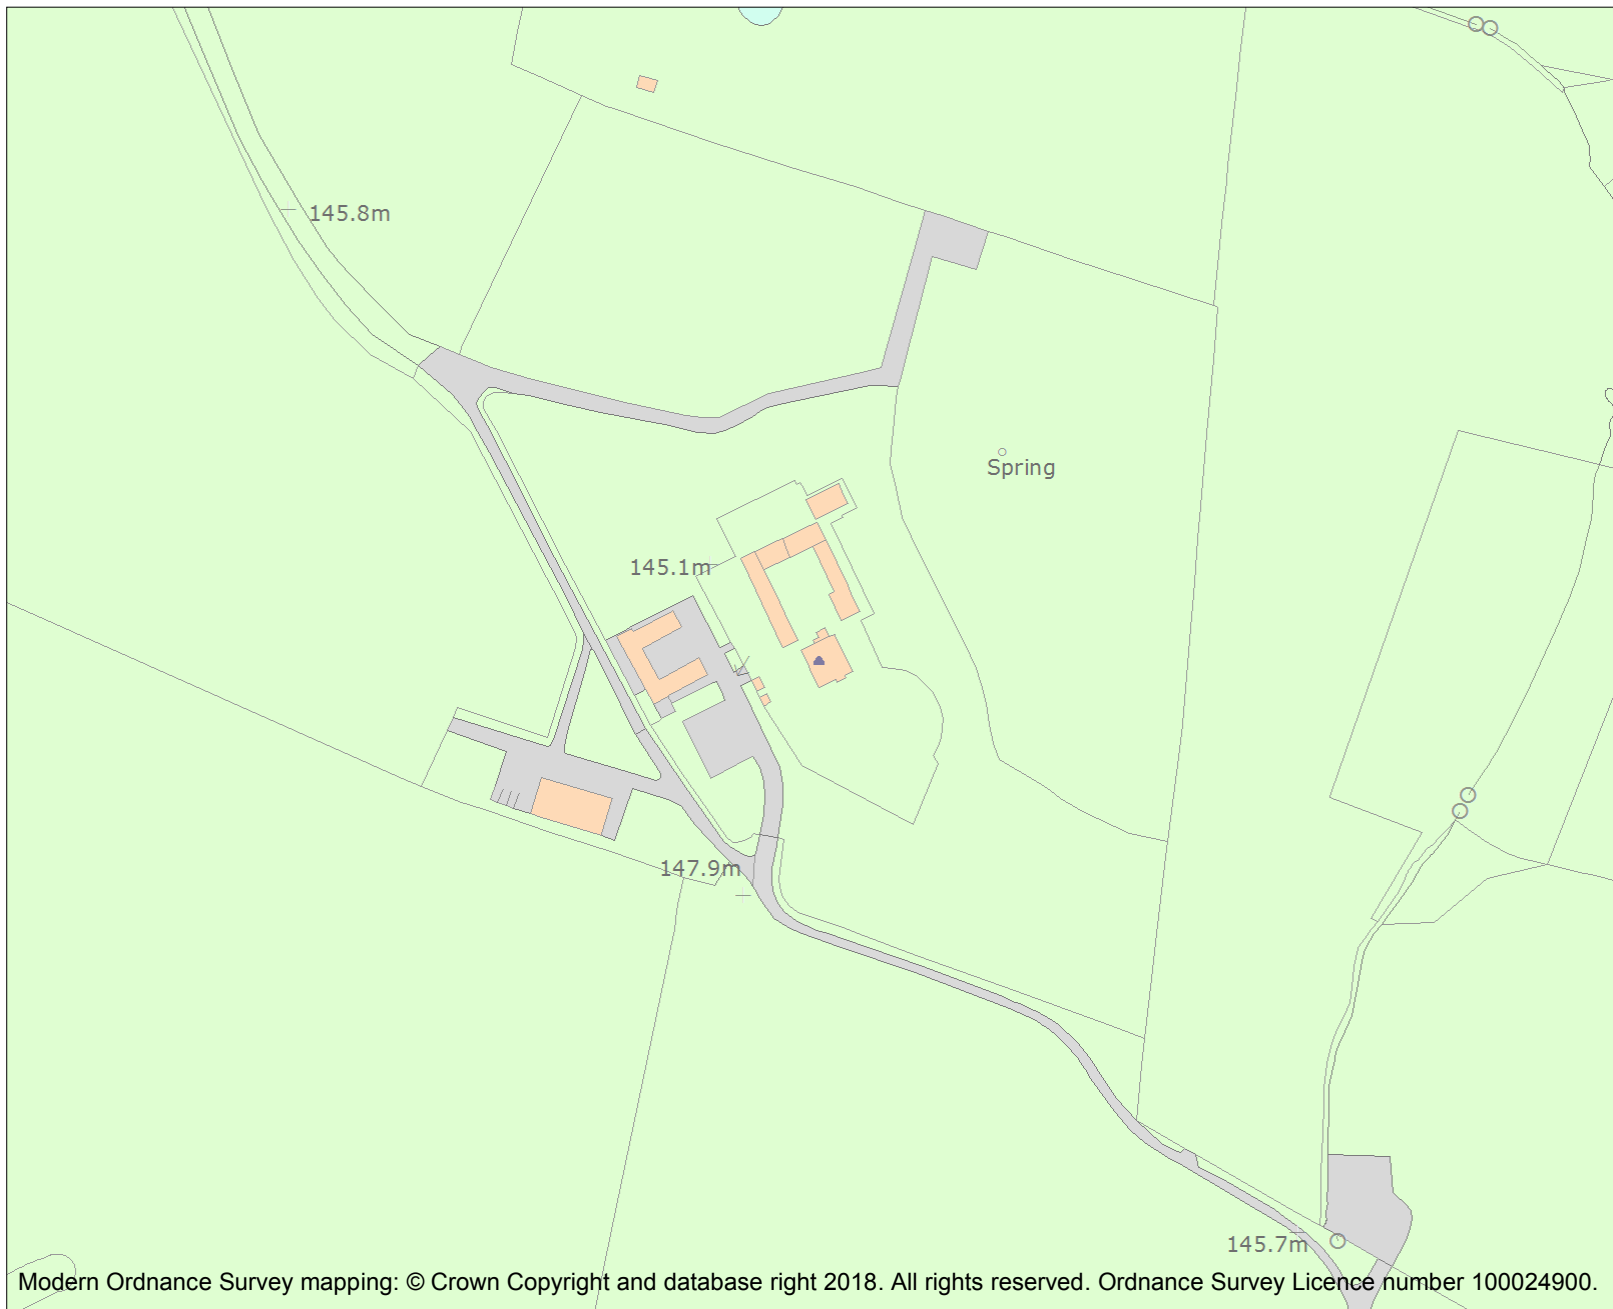 145.8m
Spring
145.1m
147.9m
145.7m
Modern Ordnance Survey mapping: © Crown Copyright and database right 2018. All rights reserved. Ordnance Survey Licence number 100024900.